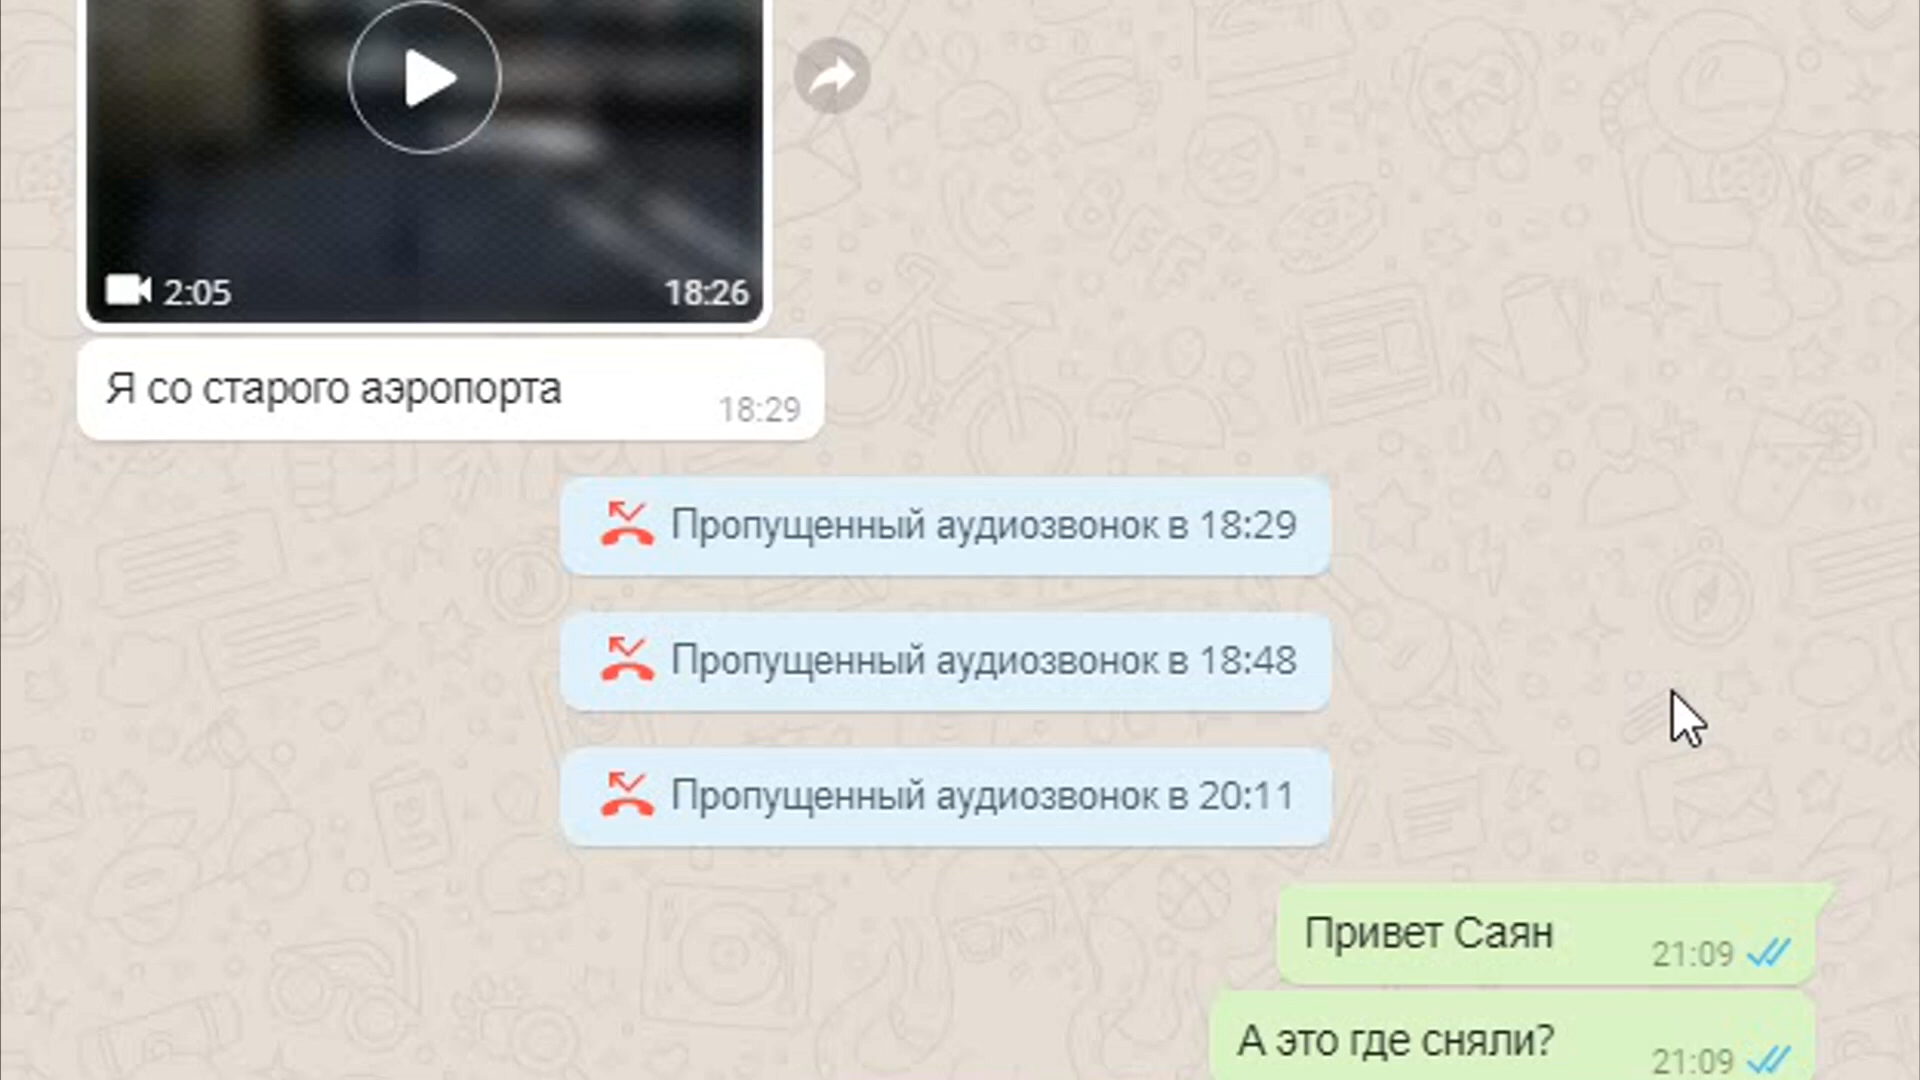 2:05 18:26
Я со старого аэропорта
18:29
Пропущенный аудиозвонок в 18:29
Пропущенный аудиозвонок в 18:48
Пропущенный аудиозвонок в 20:11
Привет Саян
21:09
А это где сняли?
21:09